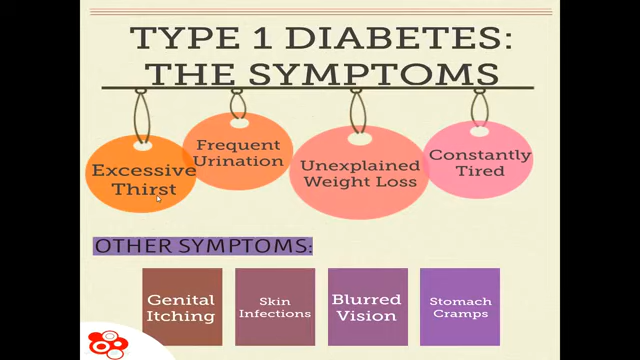 TYPE 1 DIABETES:
THE SYMPTOMS
Excessive
Thirst
Frequent
Urination
Unexplained
Weight Loss
Constantly
Tired
OTHER SYMPTOMS:
Genital
Itching
Skin
Infections
Blurred
Vision
Stomach
Cramps